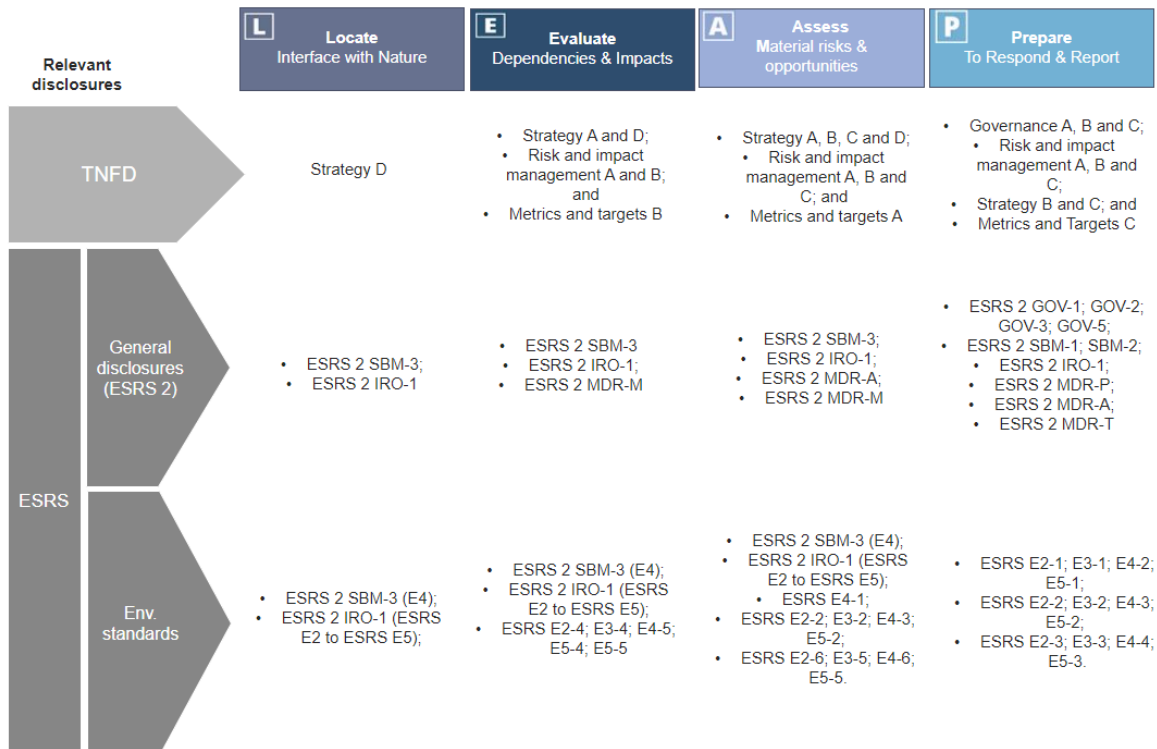 L
Locate
Interface with Nature
E
Evaluate
Dependencies & Impacts
A
Assess
Material risks &
opportunities
P
Prepare
To Respond & Report
Relevant
disclosures
TNFD
Strategy D
• Strategy A and D;
• Risk and impact
management A and B;
and
• Metrics and targets B
• Strategy A, B, C and D;
• Risk and impact
management A, B and
C; and
• Metrics and targets A
• Governance A, B and C;
• Risk and impact
management A, B and
C;
• Strategy B and C; and
• Metrics and Targets C
ESRS
General
disclosures
(ESRS 2)
• ESRS 2 SBM-3;
• ESRS 2 IRO-1
• ESRS 2 SBM-3
• ESRS 2 IRO-1;
• ESRS 2 MDR-M
• ESRS 2 SBM-3;
• ESRS 2 IRO-1;
• ESRS 2 MDR-A;
• ESRS 2 MDR-M
• ESRS 2 GOV-1; GOV-2;
GOV-3; GOV-5;
• ESRS 2 SBM-1; SBM-2;
• ESRS 2 IRO-1;
• ESRS 2 MDR-P;
• ESRS 2 MDR-A;
• ESRS 2 MDR-T
Env.
standards
• ESRS 2 SBM-3 (E4);
• ESRS 2 IRO-1 (ESRS
E2 to ESRS E5);
• ESRS 2 SBM-3 (E4);
• ESRS 2 IRO-1 (ESRS
E2 to ESRS E5);
• ESRS E2-4; E3-4; E4-5;
E5-4; E5-5
• ESRS 2 SBM-3 (E4);
• ESRS 2 IRO-1 (ESRS
E2 to ESRS E5);
• ESRS E4-1;
• ESRS E2-2; E3-2; E4-3;
E5-2;
• ESRS E2-6; E3-5; E4-6;
E5-5.
• ESRS E2-1; E3-1; E4-2;
E5-1;
• ESRS E2-2; E3-2; E4-3;
E5-2;
• ESRS E2-3; E3-3; E4-4;
E5-3.